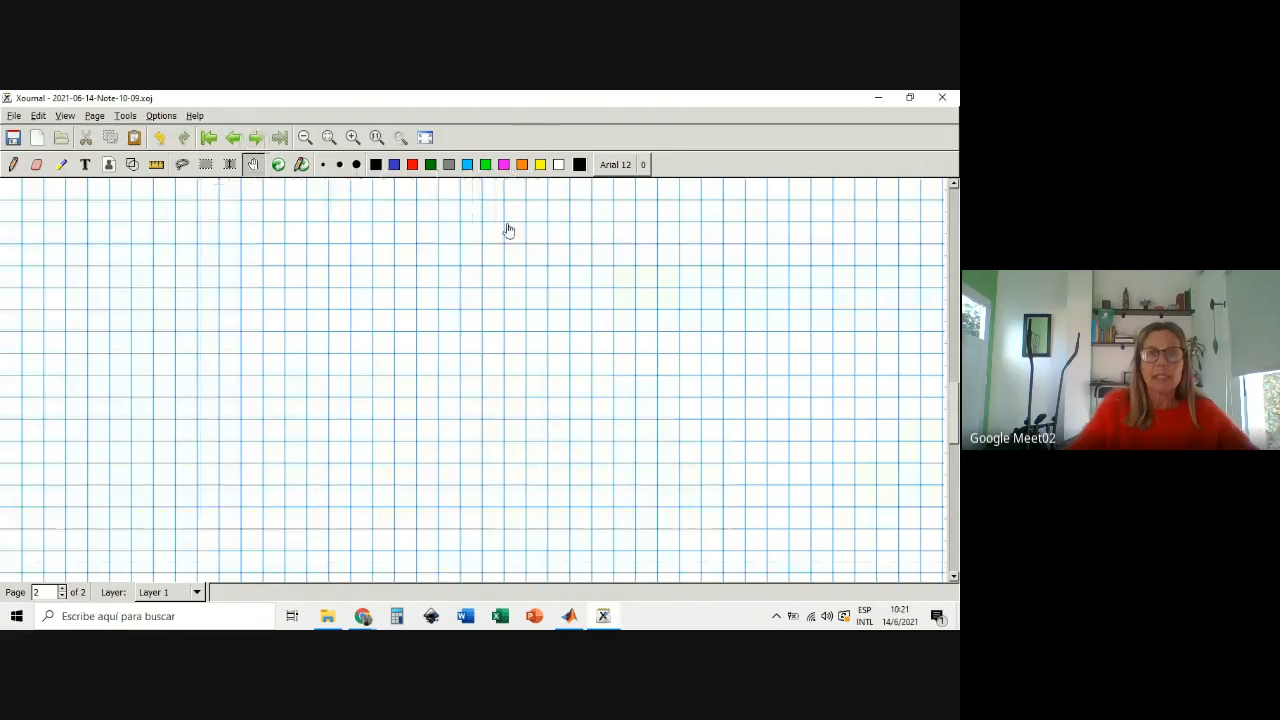 Xournal - 2021-06-14-Note-10-09.xoj
File Edit View Page Tools Options Help
Arial 12 0
Page 2 of 2 Layer: Layer 1
Escribe aquí para buscar
ESP
INTL
10:21
14/6/2021
1
Google Meet02